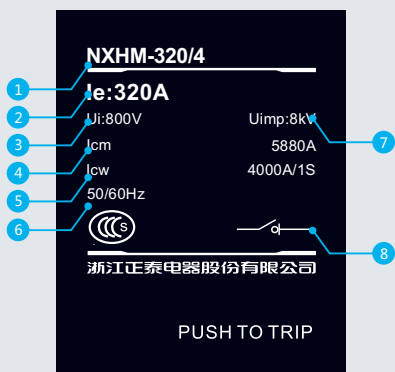 NXHM-320/4
1
Ie:320A
2
Ui:800V Uimp:8kV
3 7
Icm 5880A
4
Icw 4000A/1S
5
50/60Hz
6
CCC S
8
浙江正泰电器股份有限公司
PUSH TO TRIP